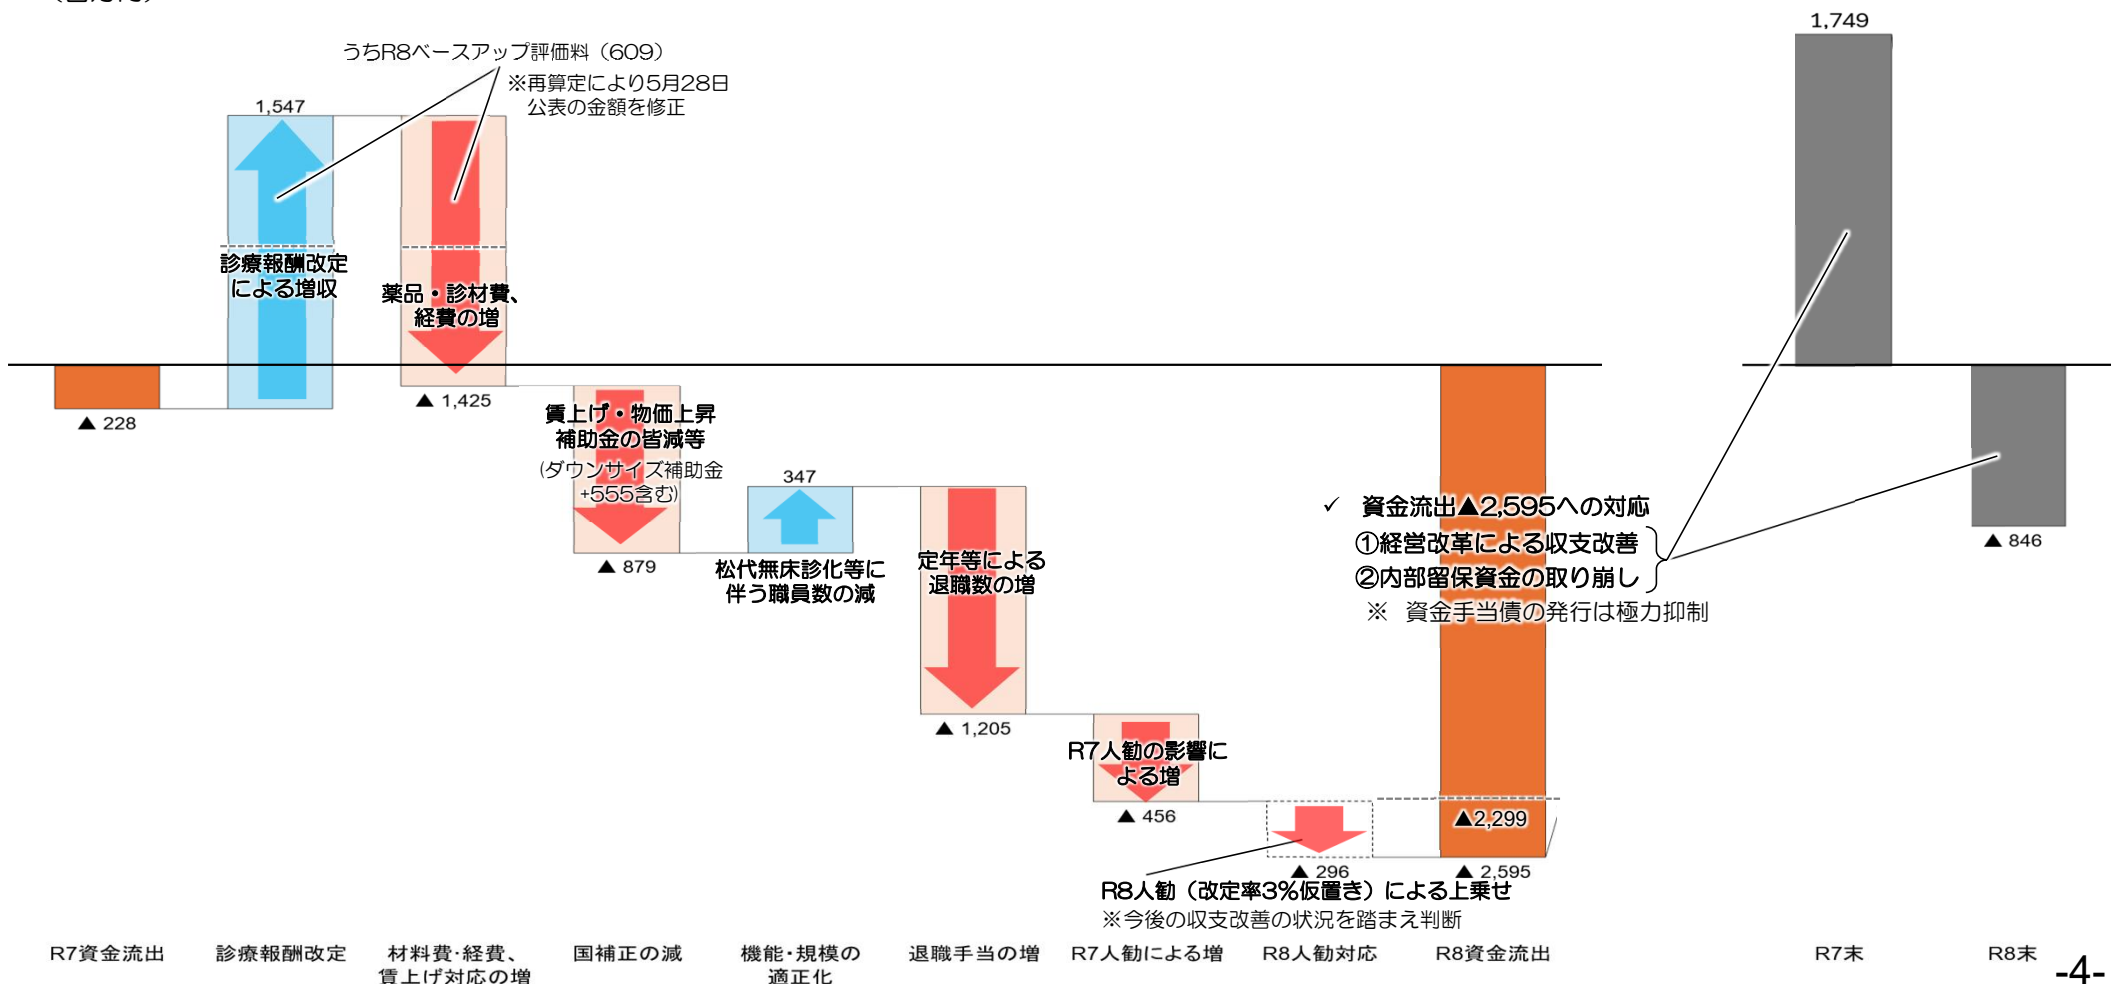 1,749
うちR8ベースアップ評価料（609）
※再算定により5月28日
公表の金額を修正
1,547
診療報酬改定
による増収
薬品・診材費、
経費の増
▲ 228
▲ 1,425
賃上げ・物価上昇
補助金の皆減等
(ダウンサイズ補助金
+555含む)
▲ 879
347
松代無床診化等に
伴う職員数の減
定年等による
退職数の増
▲ 1,205
R7人勧の影響に
よる増
▲ 456
✓ 資金流出▲2,595への対応
①経営改革による収支改善
②内部留保資金の取り崩し
※ 資金手当債の発行は極力抑制
▲ 846
▲2,299
▲ 296
▲ 2,595
R8人勧（改定率3%仮置き）による上乗せ
※今後の収支改善の状況を踏まえ判断
R7資金流出
診療報酬改定
材料費・経費、
賃上げ対応の増
国補正の減
機能・規模の
適正化
退職手当の増
R7人勧による増
R8人勧対応
R8資金流出
R7末
R8末
-4-